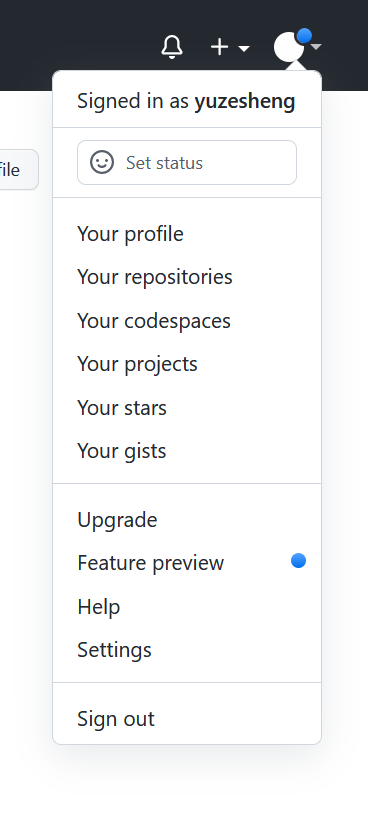 Signed in as yuzesheng
file
Set status
Your profile
Your repositories
Your codespaces
Your projects
Your stars
Your gists
Upgrade
Feature preview
Help
Settings
Sign out